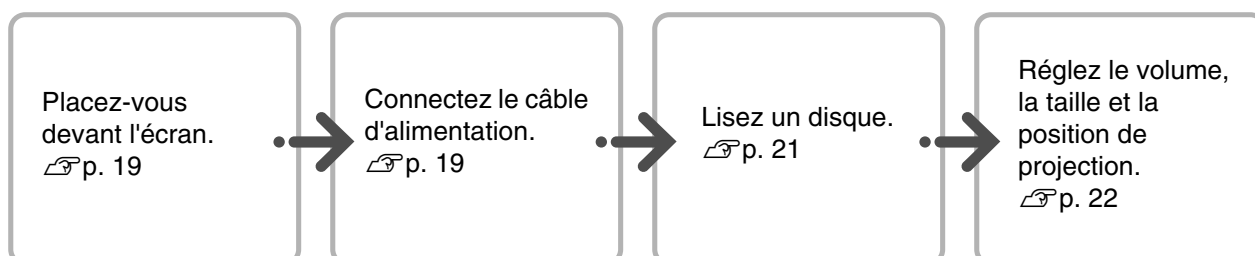 Placez-vous
devant l'écran.
☞p. 19
Connectez le câble
d'alimentation.
☞p. 19
Lisez un disque.
☞p. 21
Réglez le volume,
la taille et la
position de
projection.
☞p. 22